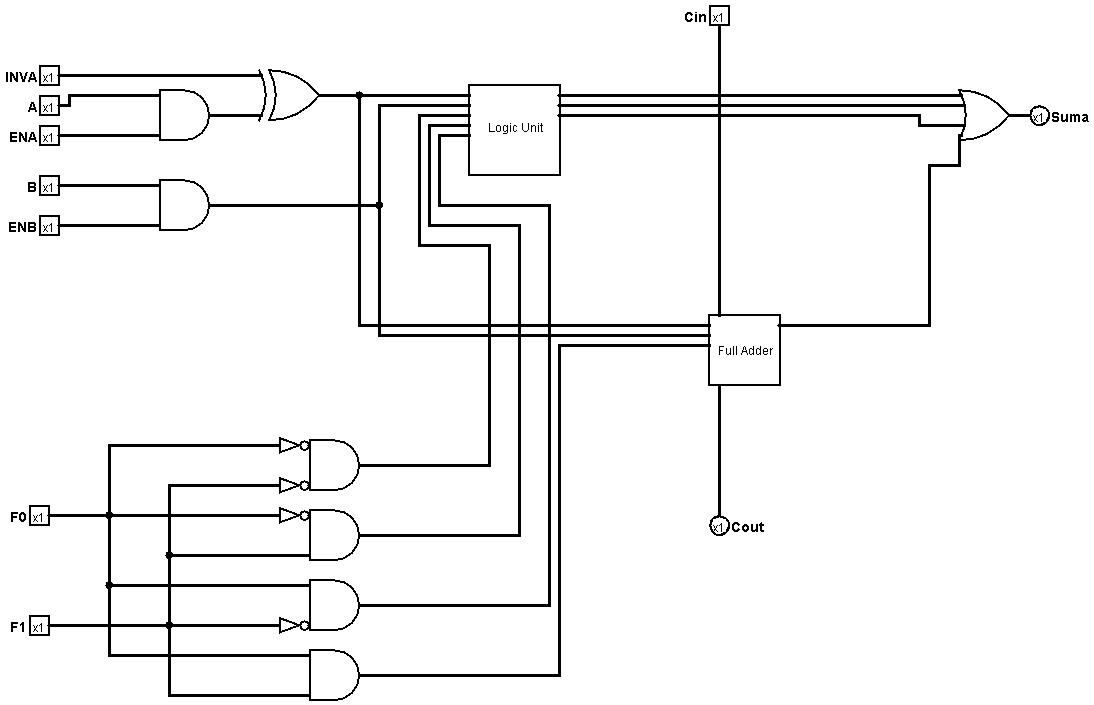 Cin x1
INVA x1
A x1
ENA x1
Logic Unit
x1 Suma
B x1
ENB x1
Full Adder
F0 x1
x1 Cout
F1 x1